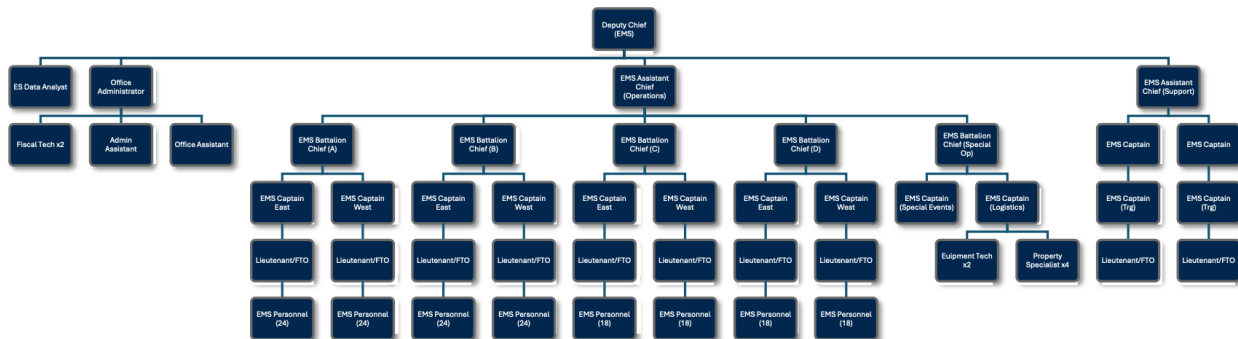 Deputy Chief
(EMS)
ES Data Analyst
Office
Administrator
EMS Assistant
Chief
(Operations)
EMS Assistant
Chief (Support)
Fiscal Tech x2
Admin
Assistant
Office Assistant
EMS Battalion
Chief (A)
EMS Battalion
Chief (B)
EMS Battalion
Chief (C)
EMS Battalion
Chief (D)
EMS Battalion
Chief (Special
Op)
EMS Captain
EMS Captain
EMS Captain
East
EMS Captain
West
EMS Captain
East
EMS Captain
West
EMS Captain
East
EMS Captain
West
EMS Captain
East
EMS Captain
West
EMS Captain
(Special Events)
EMS Captain
(Logistics)
EMS Captain
(Trg)
EMS Captain
(Trg)
Lieutenant/FTO
Lieutenant/FTO
Lieutenant/FTO
Lieutenant/FTO
Lieutenant/FTO
Lieutenant/FTO
Lieutenant/FTO
Lieutenant/FTO
Euipment Tech
x2
Property
Specialist x4
Lieutenant/FTO
Lieutenant/FTO
EMS Personnel
(24)
EMS Personnel
(24)
EMS Personnel
(24)
EMS Personnel
(24)
EMS Personnel
(18)
EMS Personnel
(18)
EMS Personnel
(18)
EMS Personnel
(18)